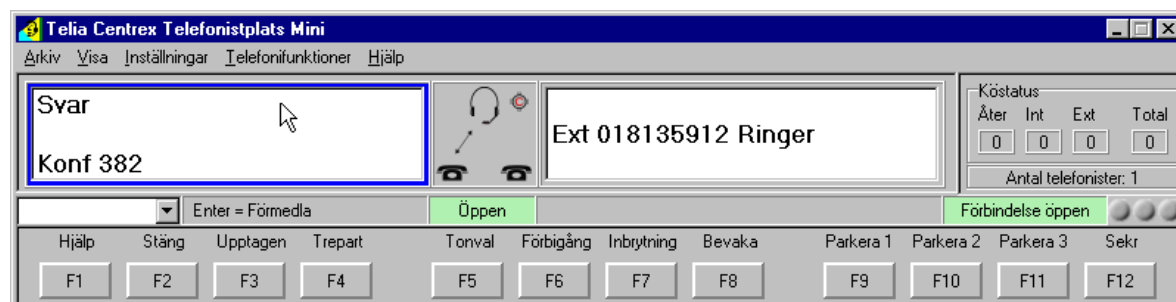 Telia Centrex Telefonistplats Mini
Arkiv Visa Inställningar Telefonifunktioner Hjälp
Svar
Konf 382
Ext 018135912 Ringer
Köstatus
Åter Int Ext Total
0 0 0 0
Antal telefonister: 1
Enter = Förmedla
Öppen
Förbindelse öppen
Hjälp Stäng Upptagen Trepart Tonval Förbigång Inbrytning Bevaka Parkera 1 Parkera 2 Parkera 3 Sekr
F1 F2 F3 F4 F5 F6 F7 F8 F9 F10 F11 F12